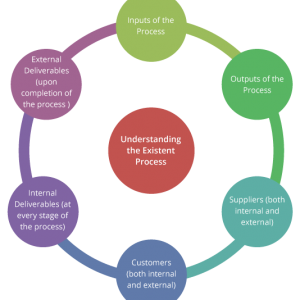 Inputs of the
Process
Outputs of the
Process
Suppliers (both
Internal and
external)
Customers
(both internal
and external)
Internal
Deliverables (at
every stage of
the process)
External
Deliverables
(upon
completion of
the process )
Understanding
the Existent
Process